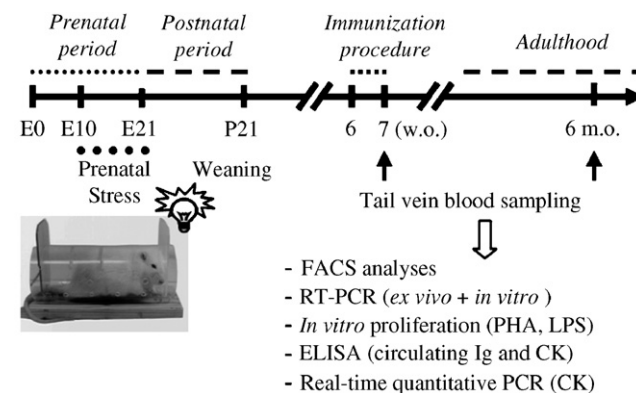 Prenatal period
Postnatal period
Immunization procedure
Adulthood
E0 E10 E21 P21 6 7 (w.o.) 6 m.o.
Prenatal Stress
Weaning
Tail vein blood sampling
- FACS analyses
- RT-PCR (ex vivo + in vitro )
- In vitro proliferation (PHA, LPS)
- ELISA (circulating Ig and CK)
- Real-time quantitative PCR (CK)